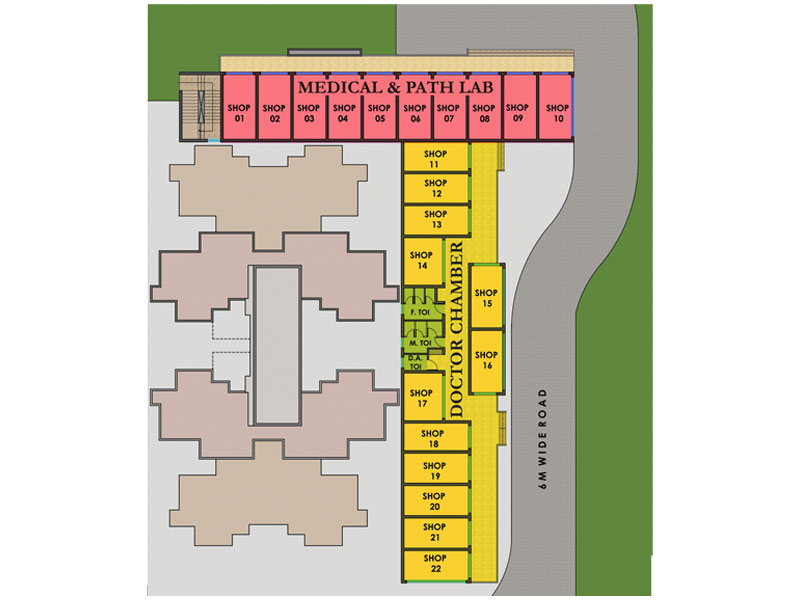 MEDICAL & PATH LAB
SHOP
01
SHOP
02
SHOP
03
SHOP
04
SHOP
05
SHOP
06
SHOP
07
SHOP
08
SHOP
09
SHOP
10
SHOP
11
SHOP
12
SHOP
13
SHOP
14
F. TOI
M. TOI
D.A.
TOI
DOCTOR CHAMBER
SHOP
15
SHOP
16
SHOP
17
SHOP
18
SHOP
19
SHOP
20
SHOP
21
SHOP
22
6M WIDE ROAD